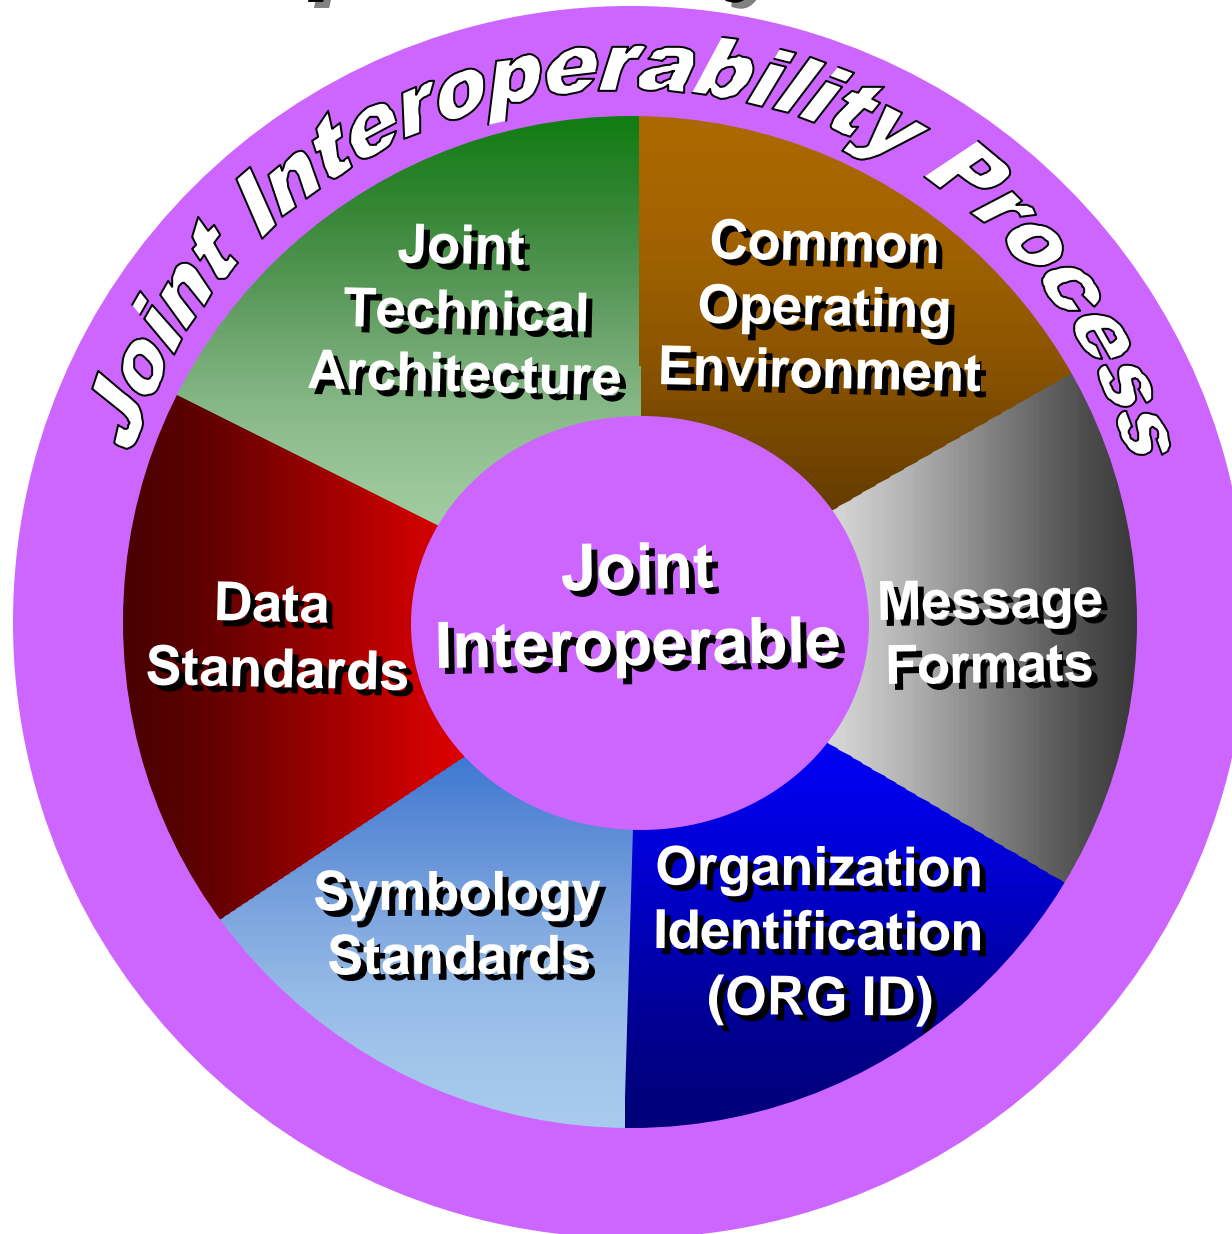 Joint Interoperability Process
Joint
Technical
Architecture
Common
Operating
Environment
Data
Standards
Joint
Interoperable
Message
Formats
Symbology
Standards
Organization
Identification
(ORG ID)